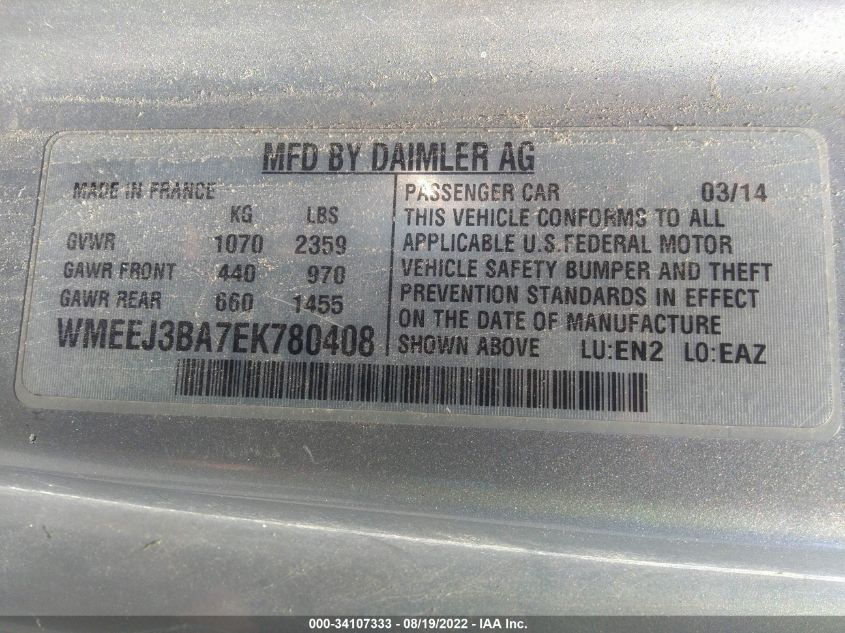 MFD BY DAIMLER AG
MADE IN FRANCE
KG LBS
GVWR 1070 2359
GAWR FRONT 440 970
GAWR REAR 660 1455
WMEEJ3BA7EK780408
PASSENGER CAR 03/14
THIS VEHICLE CONFORMS TO ALL
APPLICABLE U.S.FEDERAL MOTOR
VEHICLE SAFETY BUMPER AND THEFT
PREVENTION STANDARDS IN EFFECT
ON THE DATE OF MANUFACTURE
SHOWN ABOVE LU:EN2 LO:EAZ
000-34107333 - 08/19/2022 - IAA Inc.